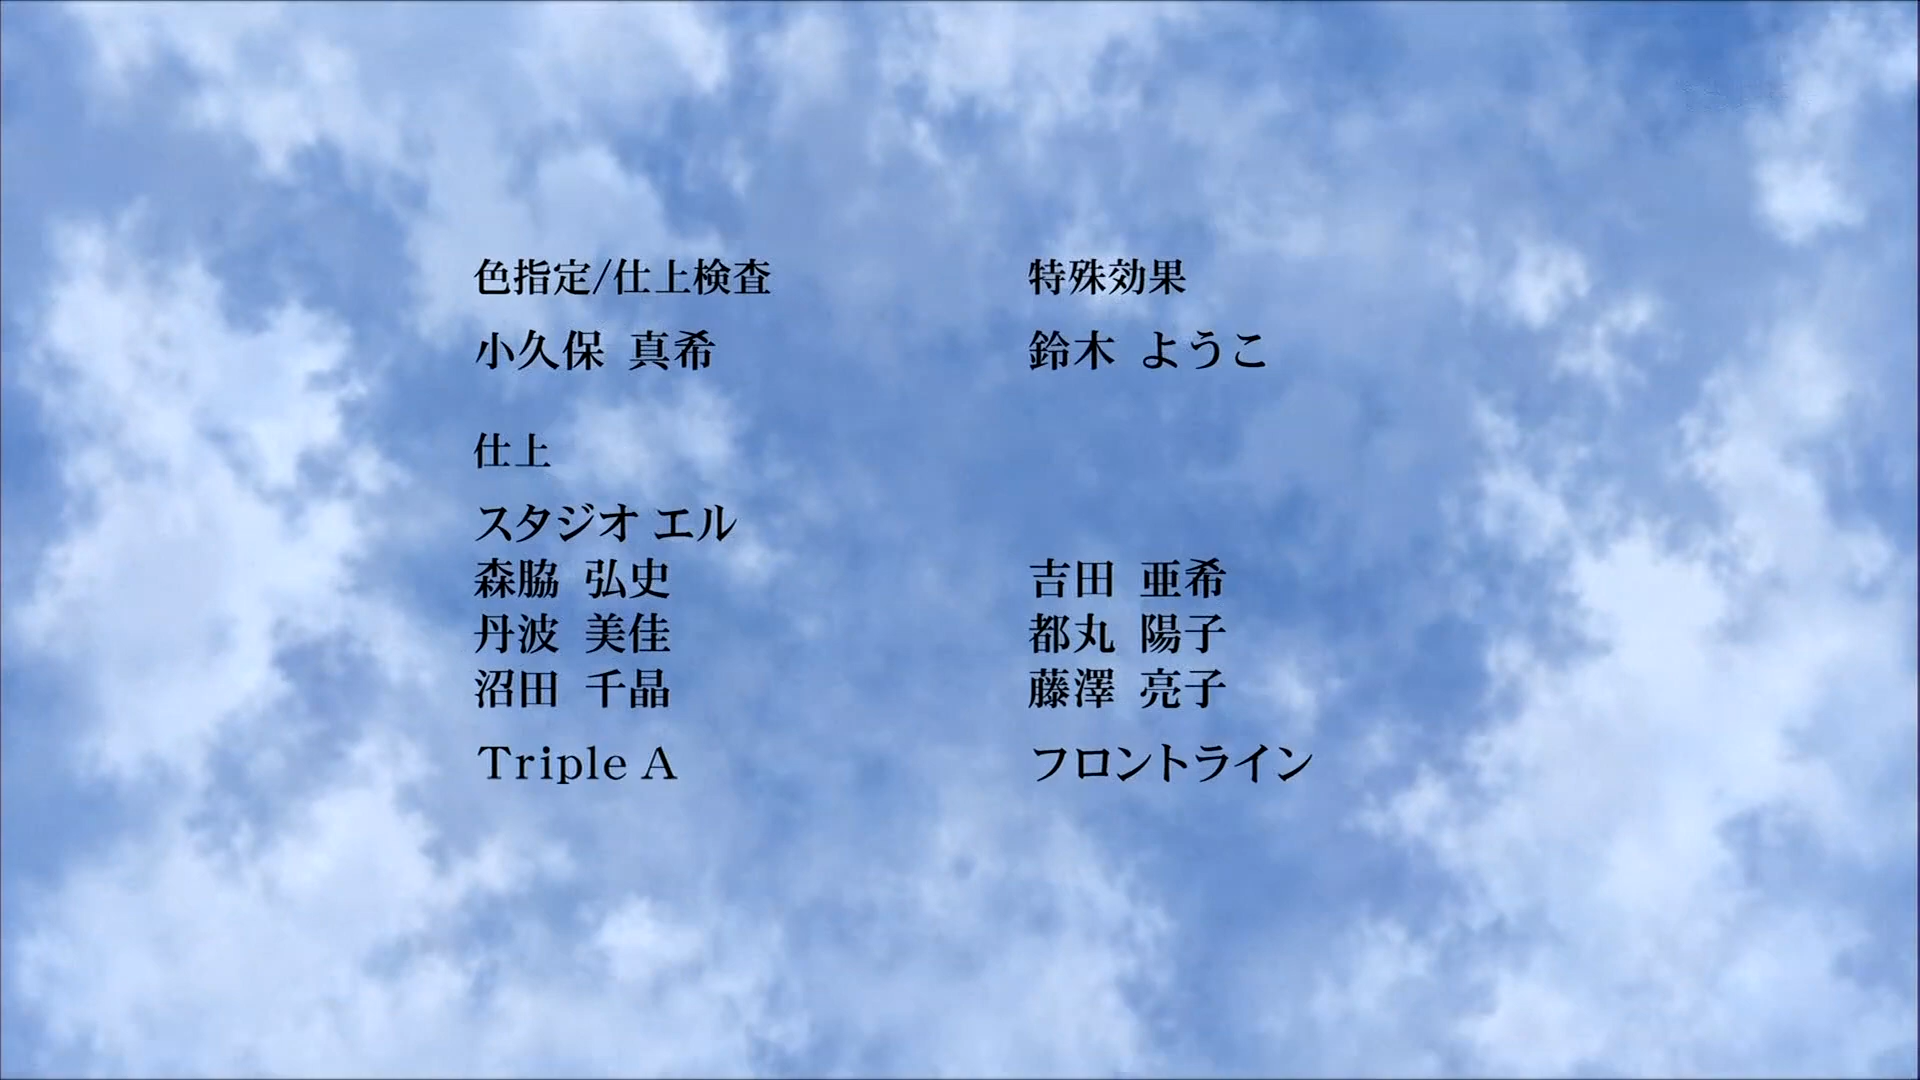 色指定/仕上検査
特殊効果
小久保 真希
鈴木 ようこ
仕上
スタジオ エル
森脇 弘史
吉田 亜希
丹波 美佳
都丸 陽子
沼田 千晶
藤澤 亮子
Triple A
フロントライン